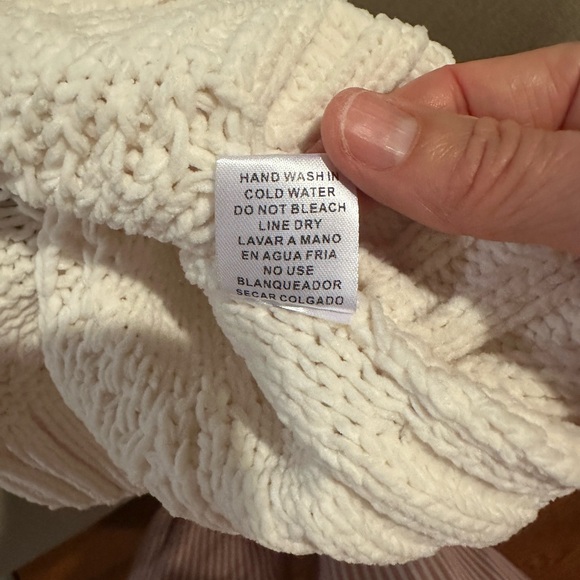 HAND WASH IN
COLD WATER
DO NOT BLEACH
LINE DRY
LAVAR A MANO
EN AGUA FRIA
NO USE
BLANQUEADOR
SECAR COLGADO